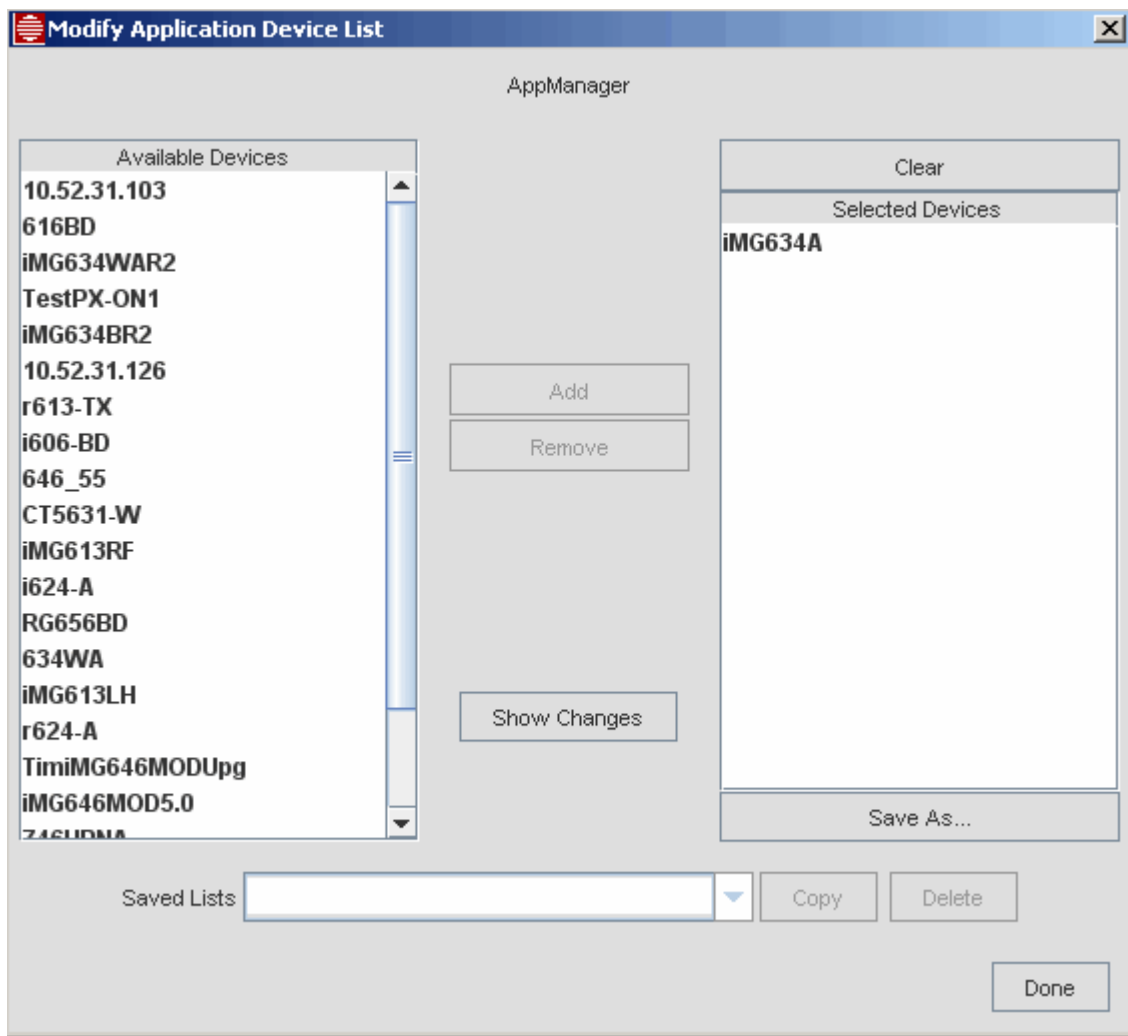 Modify Application Device List
AppManager
Available Devices
10.52.31.103
616BD
iMG634WAR2
TestPX-ON1
iMG634BR2
10.52.31.126
r613-TX
i606-BD
646_55
CT5631-W
iMG613RF
i624-A
RG656BD
634WA
iMG613LH
r624-A
TimiMG646MODUpg
iMG646MOD5.0
Add
Remove
Show Changes
Clear
Selected Devices
iMG634A
Save As...
Saved Lists
Copy
Delete
Done